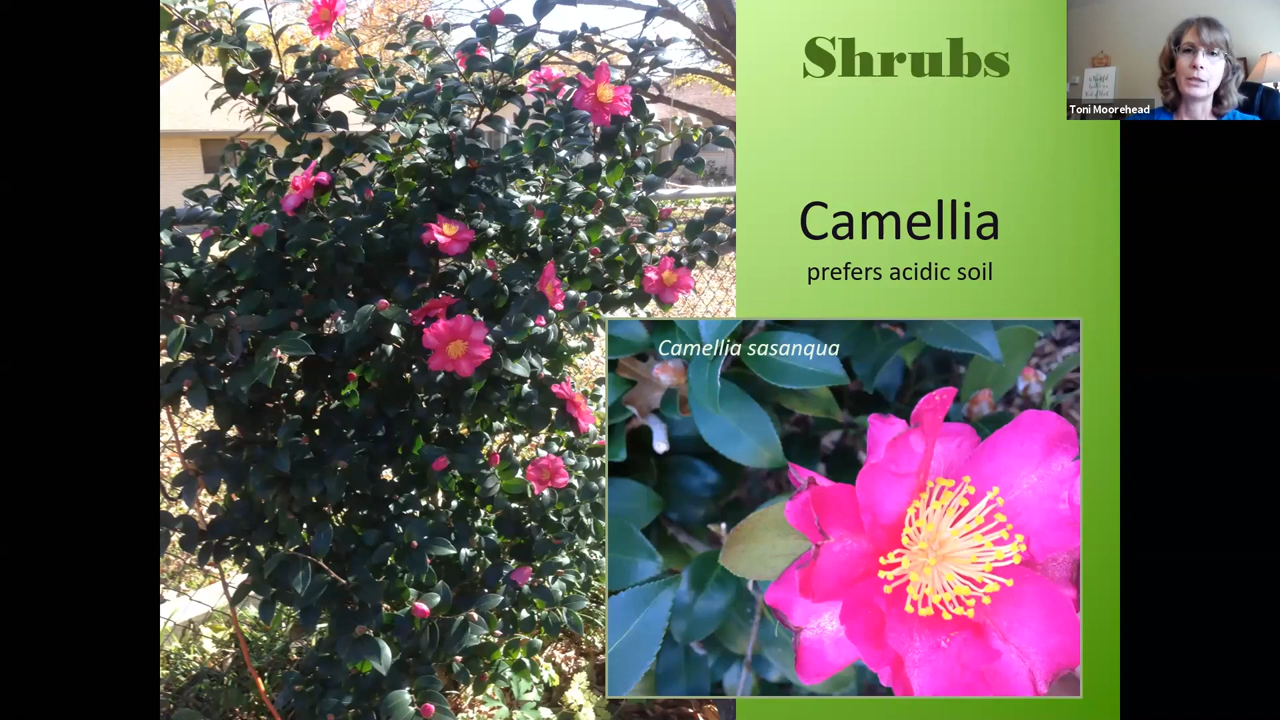 Shrubs
Toni Moorehead
Camellia
prefers acidic soil
Camellia sasanqua